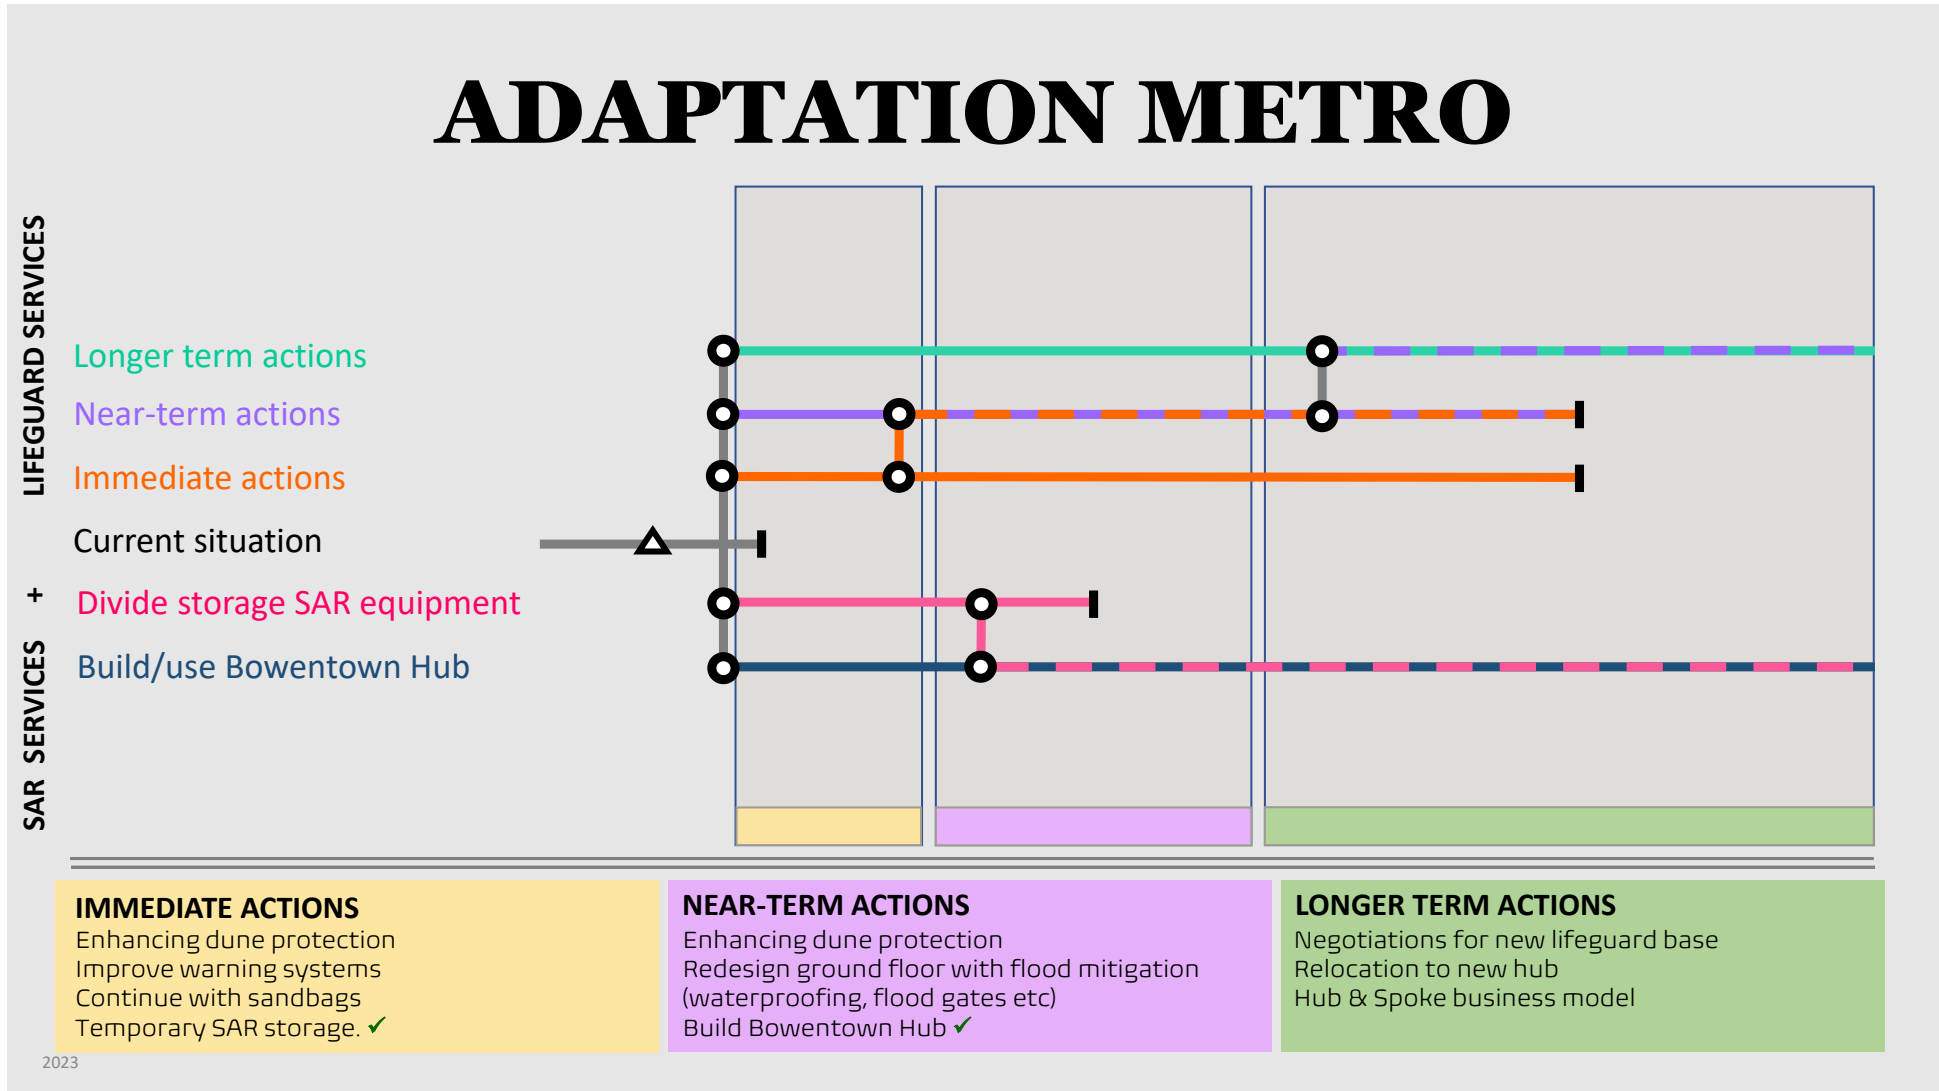 ADAPTATION METRO
LIFEGUARD SERVICES
+
SAR SERVICES
Longer term actions
Near-term actions
Immediate actions
Current situation
Divide storage SAR equipment
Build/use Bowentown Hub
IMMEDIATE ACTIONS
Enhancing dune protection
Improve warning systems
Continue with sandbags
Temporary SAR storage. ✓
NEAR-TERM ACTIONS
Enhancing dune protection
Redesign ground floor with flood mitigation
(waterproofing, flood gates etc)
Build Bowentown Hub ✓
LONGER TERM ACTIONS
Negotiations for new lifeguard base
Relocation to new hub
Hub & Spoke business model
2023